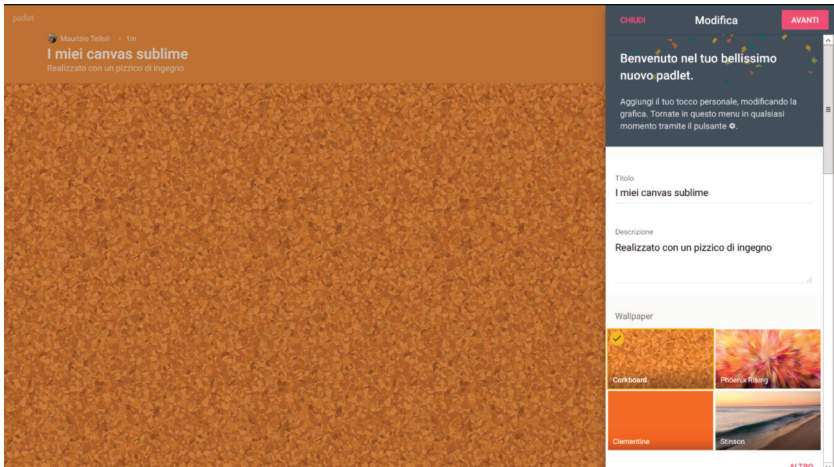 padlet
Maurizio Telloli • 1m
I miei canvas sublime
Realizzato con un pizzico di ingegno
CHIUDI
Modifica
AVANTI
Benvenuto nel tuo bellissimo
nuovo padlet.
Aggiungi il tuo tocco personale, modificando la
grafica. Tornate in questo menu in qualsiasi
momento tramite il pulsante ⚙.
Titolo
I miei canvas sublime
Descrizione
Realizzato con un pizzico di ingegno
Wallpaper
Corkboard
Phoenix Rising
Clementine
Stinson
ALTRO